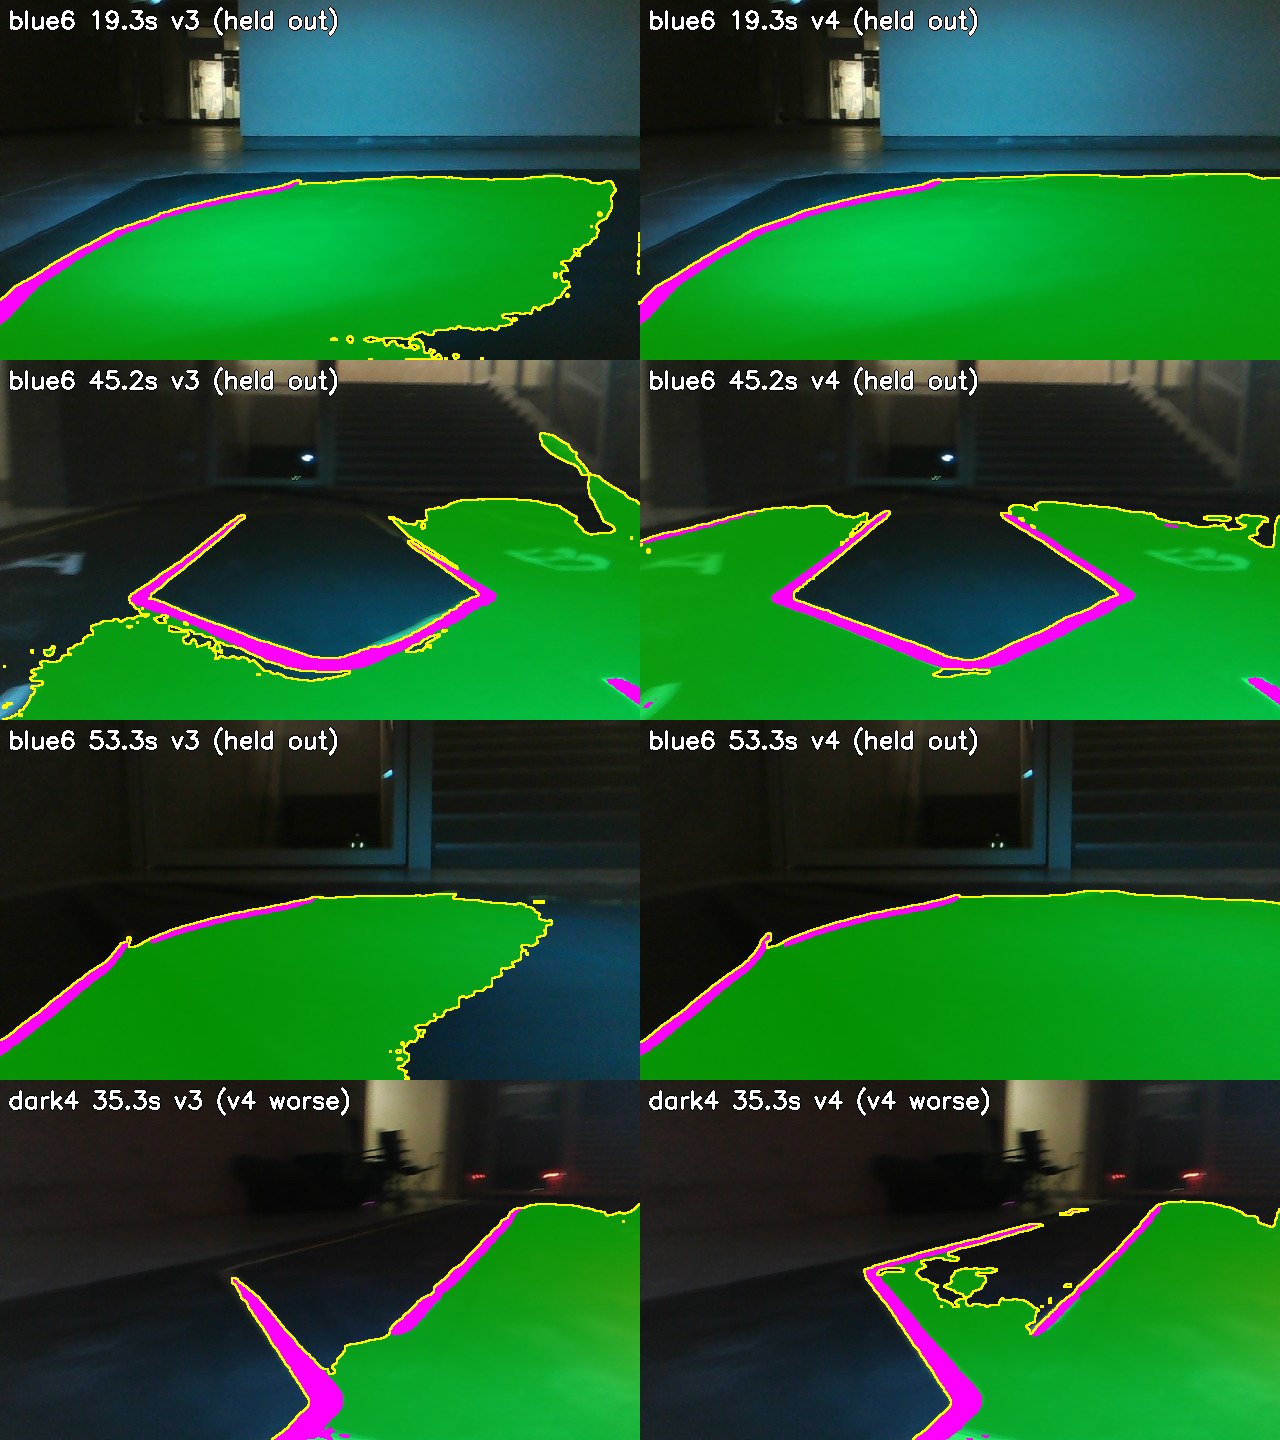 blue6 19.3s v3 (held out)
blue6 19.3s v4 (held out)
blue6 45.2s v3 (held out)
blue6 45.2s v4 (held out)
blue6 53.3s v3 (held out)
blue6 53.3s v4 (held out)
dark4 35.3s v3 (v4 worse)
dark4 35.3s v4 (v4 worse)